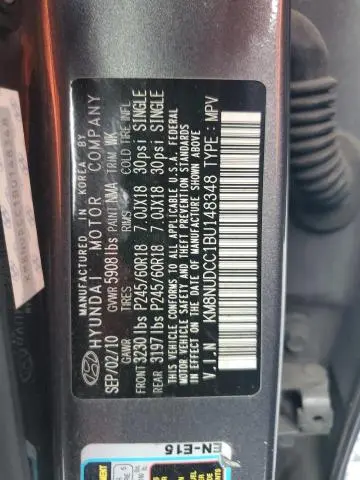 MANUFACTURED IN KOREA BY
HYUNDAI MOTOR COMPANY
SEP/02/10 GVWR 5908 lbs PAINT NMA TRIM WK
GAWR TIRES RIMS COLD TIRE INFL.
FRONT 3230 lbs P245/60R18 7.0JX18 30psi SINGLE
REAR 3197 lbs P245/60R18 7.0JX18 30psi SINGLE
THIS VEHICLE CONFORMS TO ALL APPLICABLE U.S.A. FEDERAL
MOTOR VEHICLE SAFETY, BUMPER, AND THEFT PREVENTION
STANDARDS IN EFFECT ON THE DATE OF MANUFACTURE
SHOWN ABOVE.
V.I.N KM8NUDCC1BU148348 TYPE: MPV
EN-E15